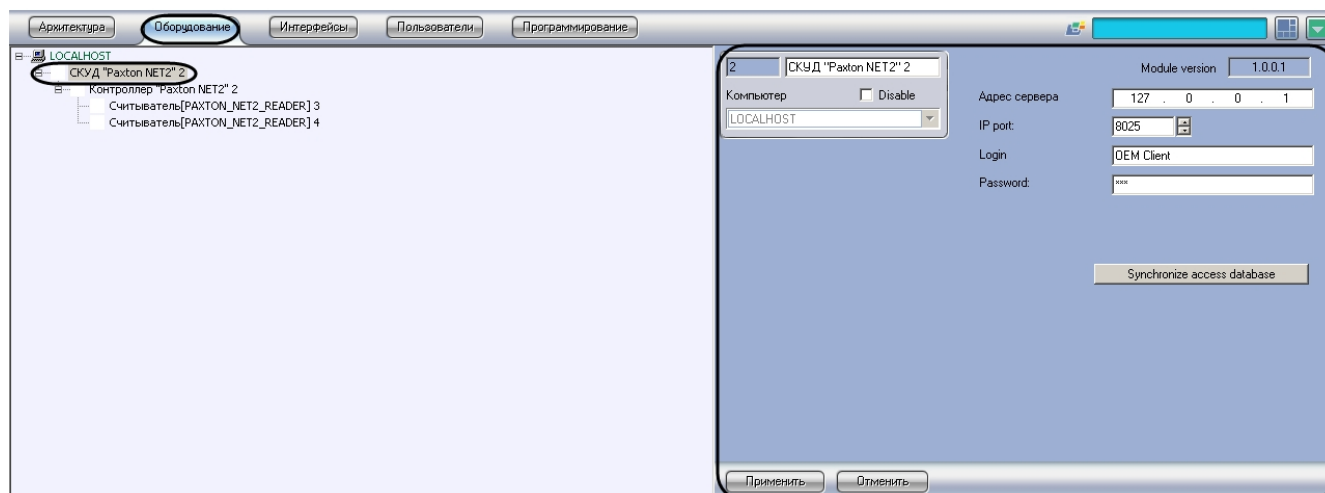 Архитектура Оборудование Интерфейсы Пользователи Программирование
LOCALHOST
СКУД "Paxton NET2" 2
Контроллер "Paxton NET2" 2
Считыватель[PAXTON_NET2_READER] 3
Считыватель[PAXTON_NET2_READER] 4
2 СКУД "Paxton NET2" 2
Компьютер Disable
LOCALHOST
Module version 1.0.0.1
Адрес сервера 127 . 0 . 0 . 1
IP port: 8025
Login OEM Client
Password: ***
Synchronize access database
Применить Отменить